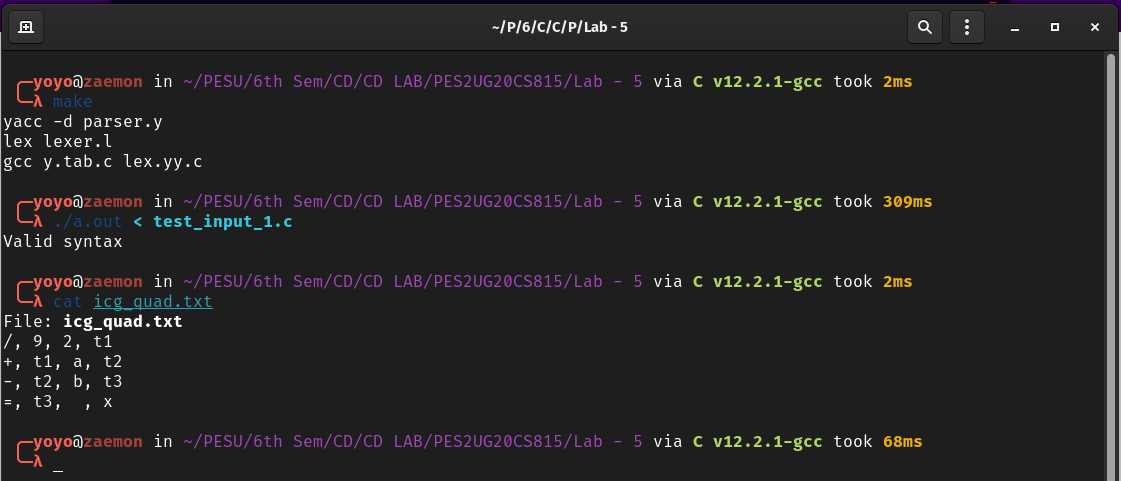 ~/P/6/C/C/P/Lab - 5
yoyo@zaemon in ~/PESU/6th Sem/CD/CD LAB/PES2UG20CS815/Lab - 5 via C v12.2.1-gcc took 2ms
λ make
yacc -d parser.y
lex lexer.l
gcc y.tab.c lex.yy.c
yoyo@zaemon in ~/PESU/6th Sem/CD/CD LAB/PES2UG20CS815/Lab - 5 via C v12.2.1-gcc took 309ms
λ ./a.out < test_input_1.c
Valid syntax
yoyo@zaemon in ~/PESU/6th Sem/CD/CD LAB/PES2UG20CS815/Lab - 5 via C v12.2.1-gcc took 2ms
λ cat icg_quad.txt
File: icg_quad.txt
/, 9, 2, t1
+, t1, a, t2
-, t2, b, t3
=, t3,  , x
yoyo@zaemon in ~/PESU/6th Sem/CD/CD LAB/PES2UG20CS815/Lab - 5 via C v12.2.1-gcc took 68ms
λ _